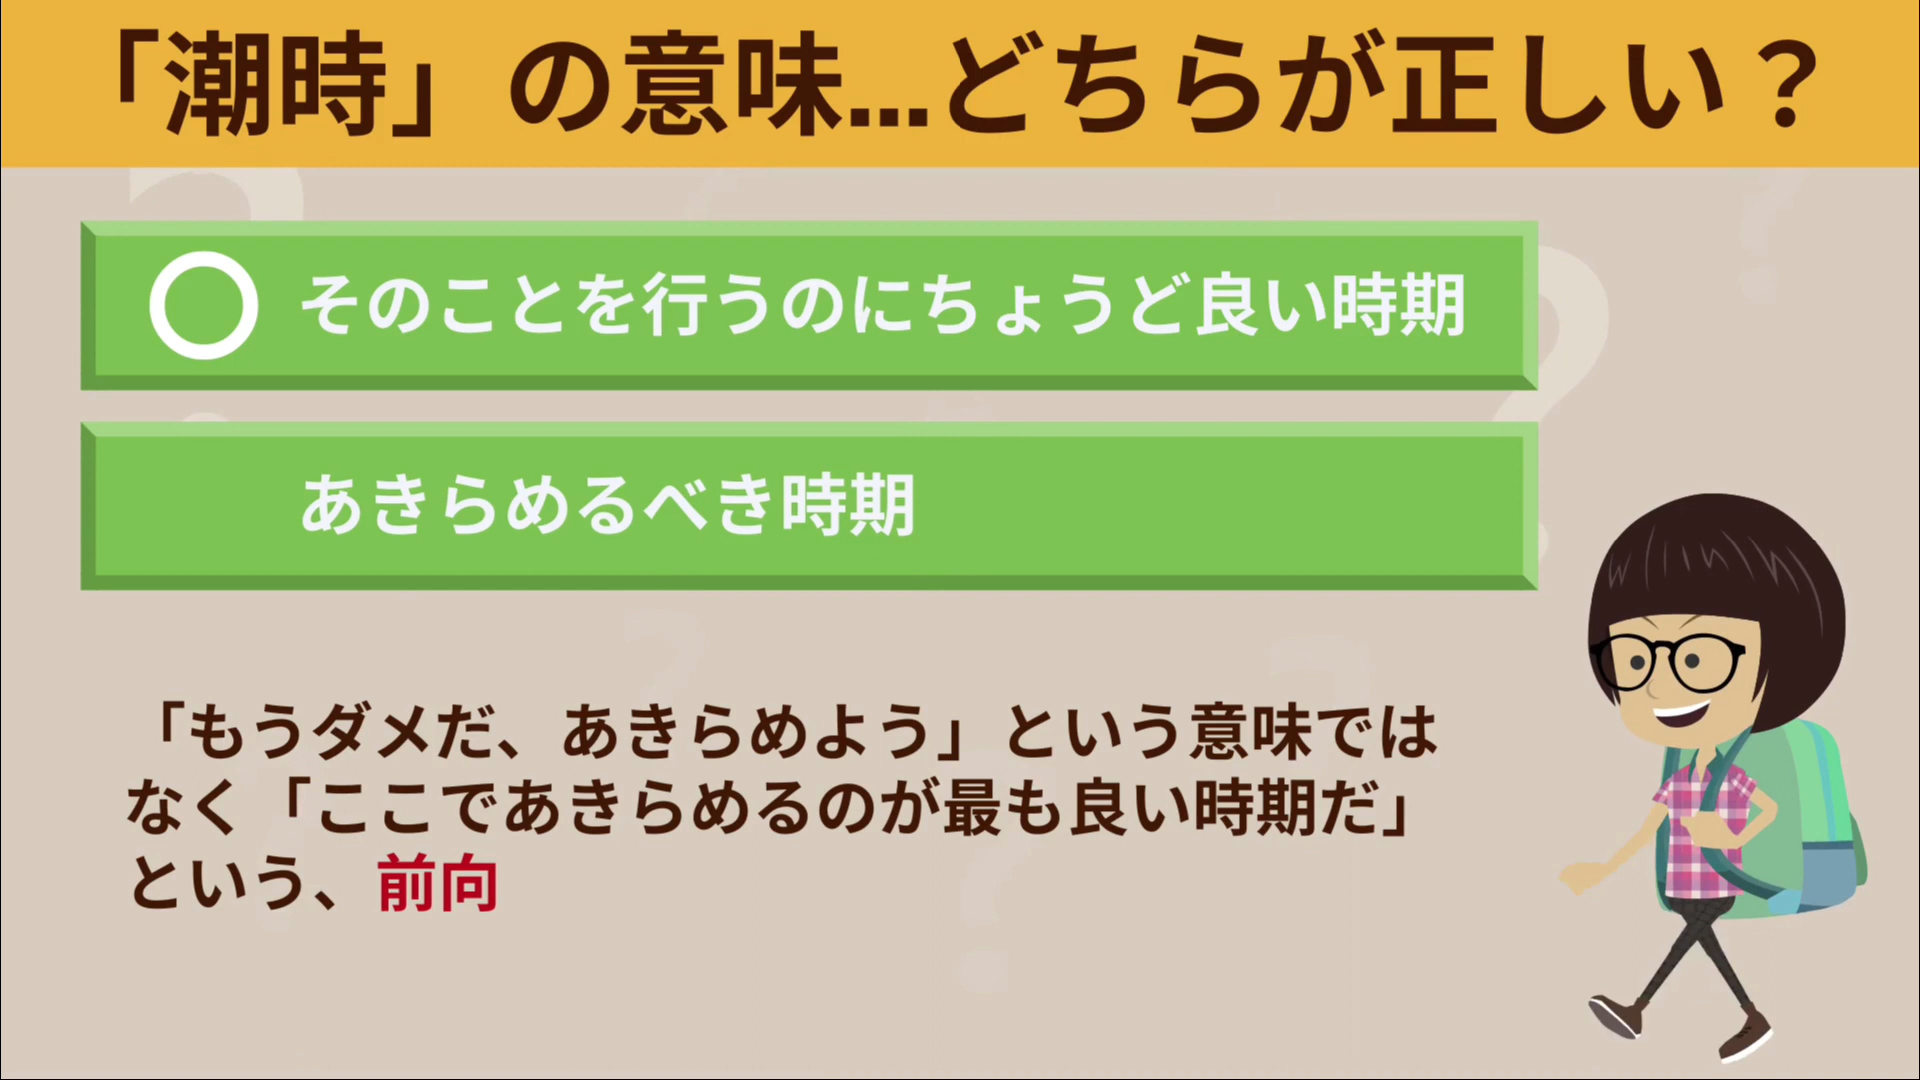 「潮時」の意味...どちらが正しい？
そのことを行うのにちょうど良い時期
あきらめるべき時期
「もうダメだ、あきらめよう」という意味では
なく「ここであきらめるのが最も良い時期だ」
という、前向